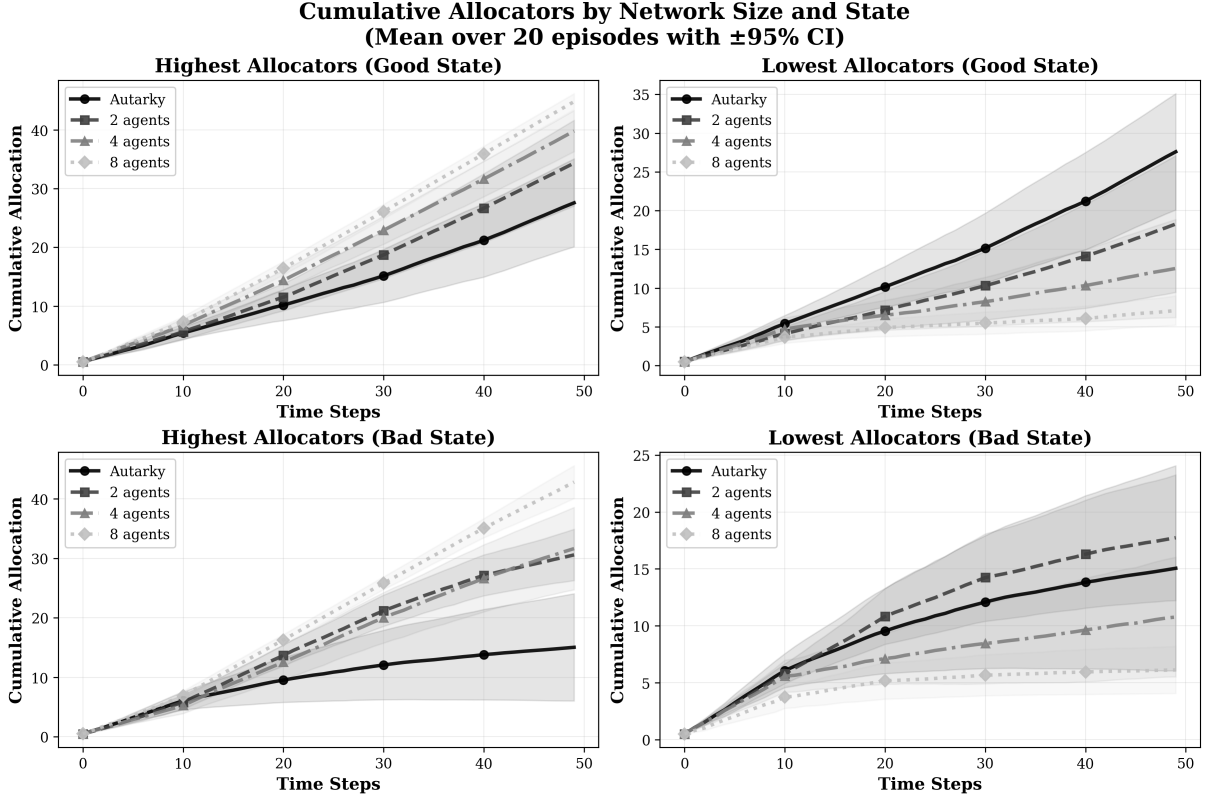 Cumulative Allocators by Network Size and State
(Mean over 20 episodes with ±95% CI)
Highest Allocators (Good State)
Cumulative Allocation
40
30
20
10
0
Autarky
2 agents
4 agents
8 agents
0 10 20 30 40 50
Time Steps
Lowest Allocators (Good State)
Cumulative Allocation
35
30
25
20
15
10
5
0
Autarky
2 agents
4 agents
8 agents
0 10 20 30 40 50
Time Steps
Highest Allocators (Bad State)
Cumulative Allocation
40
30
20
10
0
Autarky
2 agents
4 agents
8 agents
0 10 20 30 40 50
Time Steps
Lowest Allocators (Bad State)
Cumulative Allocation
25
20
15
10
5
0
Autarky
2 agents
4 agents
8 agents
0 10 20 30 40 50
Time Steps